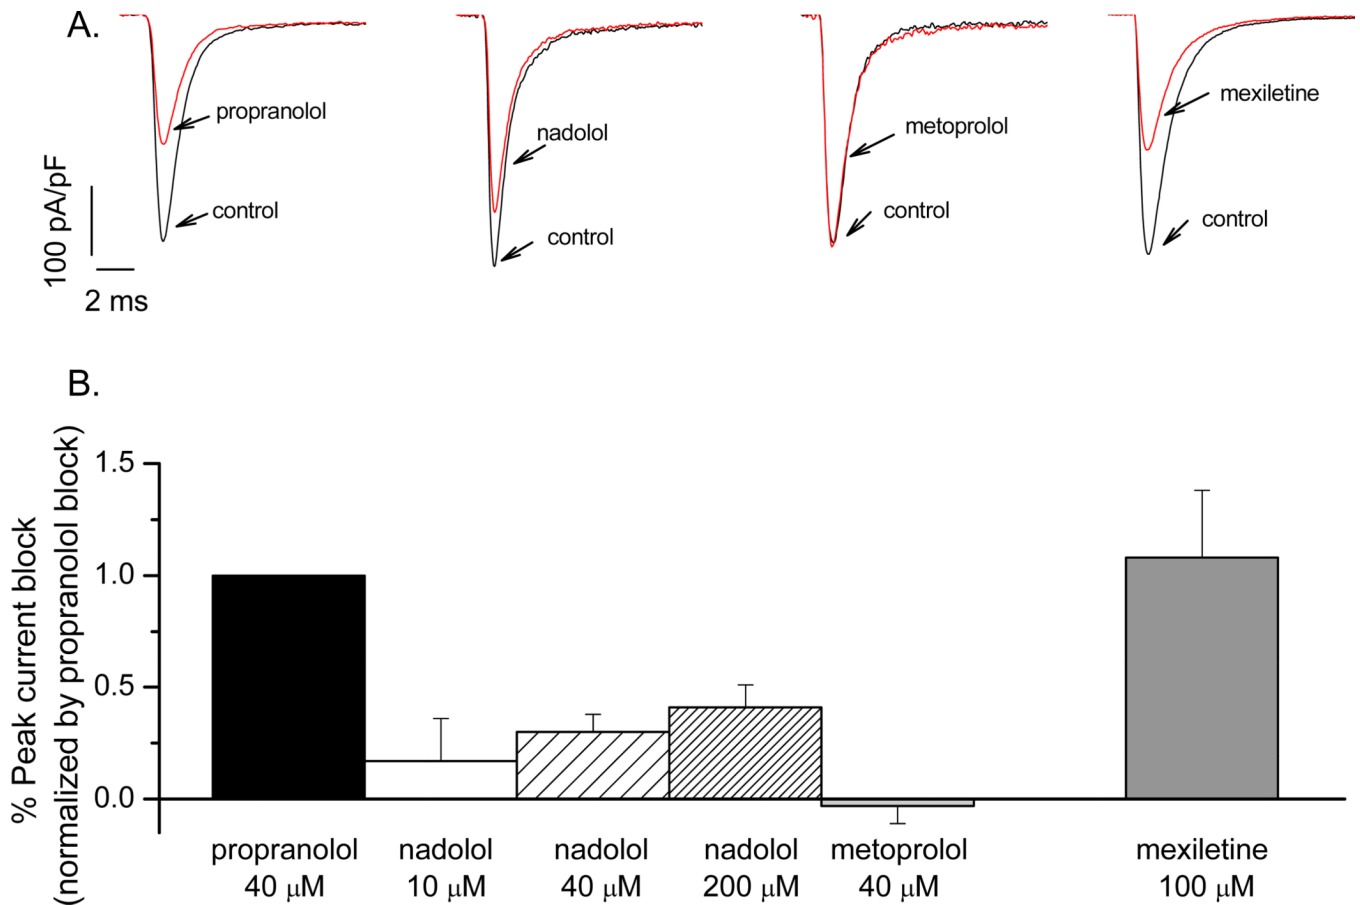 A.
propranolol
control
nadolol
control
metoprolol
control
mexiletine
control
100 pA/pF
2 ms
B.
% Peak current block
(normalized by propranolol block)
1.5
1.0
0.5
0.0
propranolol
40 μM
nadolol
10 μM
nadolol
40 μM
nadolol
200 μM
metoprolol
40 μM
mexiletine
100 μM